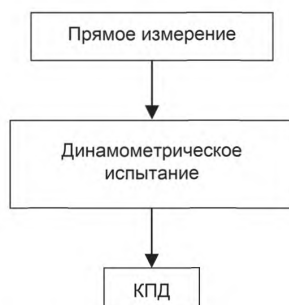 Прямое измерение
Динамометрическое
испытание
КПД